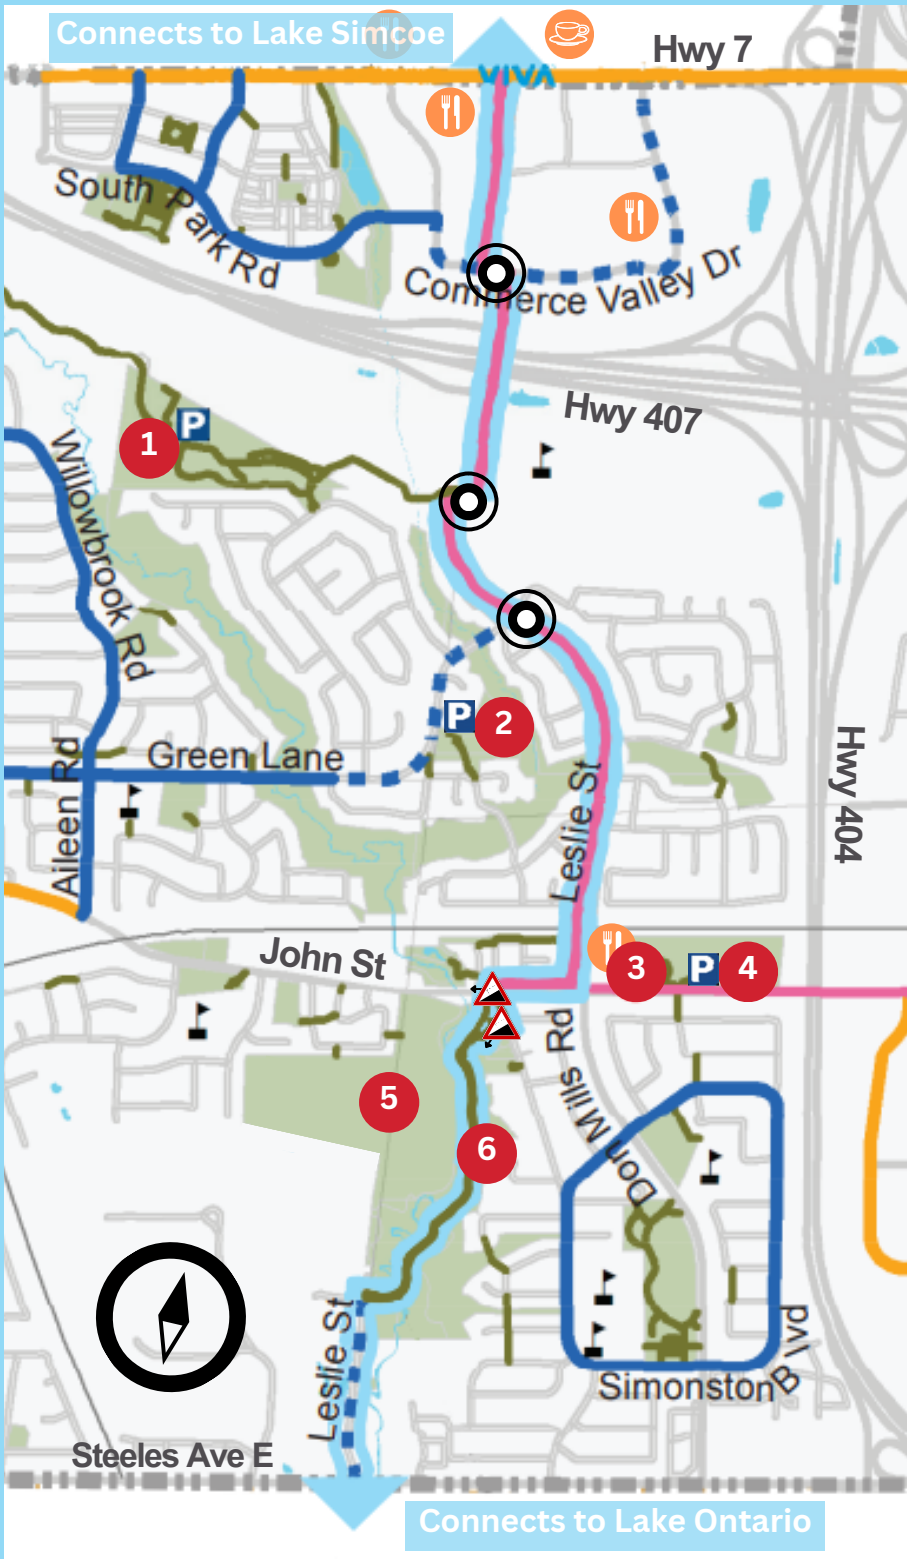 Connects to Lake Simcoe
Hwy 7
VIVA
South Park Rd
Commerce Valley Dr
Hwy 407
P
1
Willowbrook Rd
P
2
Green Lane
Aileen Rd
Leslie St
Hwy 404
John St
3
P
4
Don Mills Rd
5
6
Leslie St
Simonston Blvd
Steeles Ave E
Connects to Lake Ontario